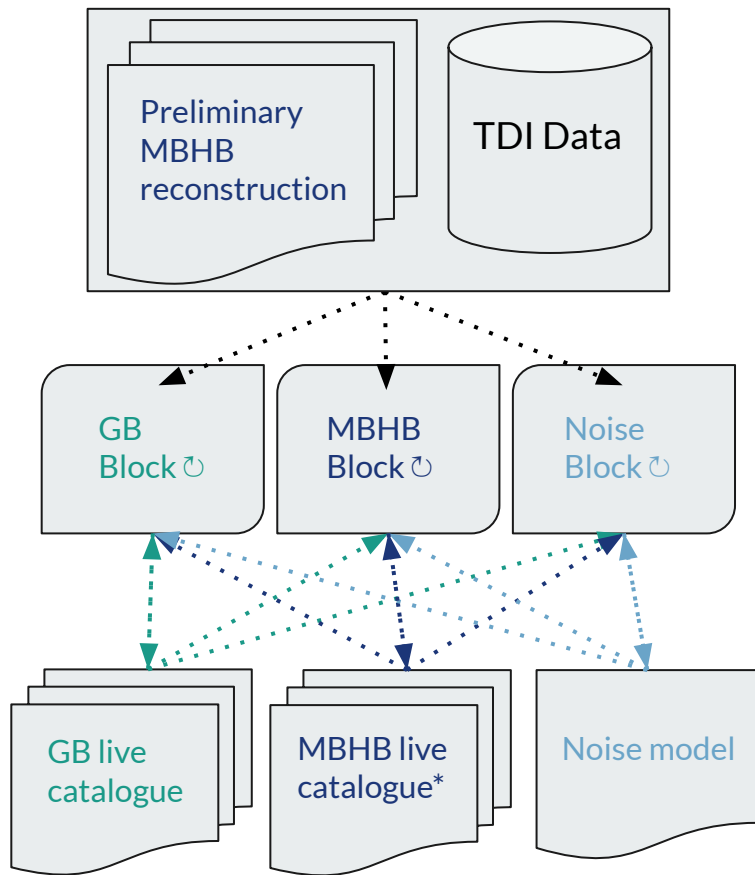 Preliminary
MBHB
reconstruction
TDI Data
GB
Block ↻
MBHB
Block ↻
Noise
Block ↻
GB live
catalogue
MBHB live
catalogue*
Noise model